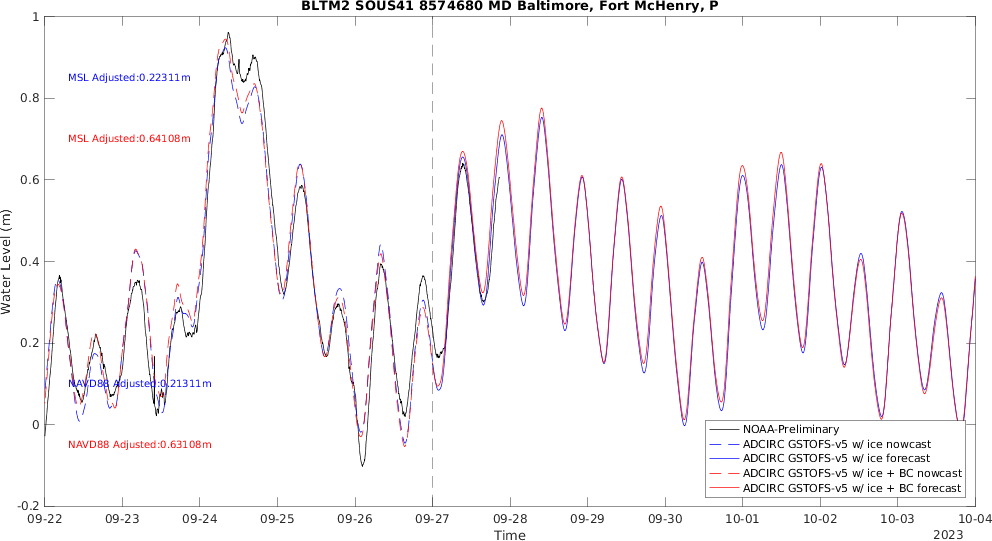 BLTM2 SOUS41 8574680 MD Baltimore, Fort McHenry, P
1
0.8
0.6
0.4
0.2
0
-0.2
Water Level (m)
MSL Adjusted:0.22311m
MSL Adjusted:0.64108m
NAVD88 Adjusted:0.21311m
NAVD88 Adjusted:0.63108m
NOAA-Preliminary
ADCIRC GSTOFS-v5 w/ ice nowcast
ADCIRC GSTOFS-v5 w/ ice forecast
ADCIRC GSTOFS-v5 w/ ice + BC nowcast
ADCIRC GSTOFS-v5 w/ ice + BC forecast
09-22 09-23 09-24 09-25 09-26 09-27 09-28 09-29 09-30 10-01 10-02 10-03 10-04
Time
2023